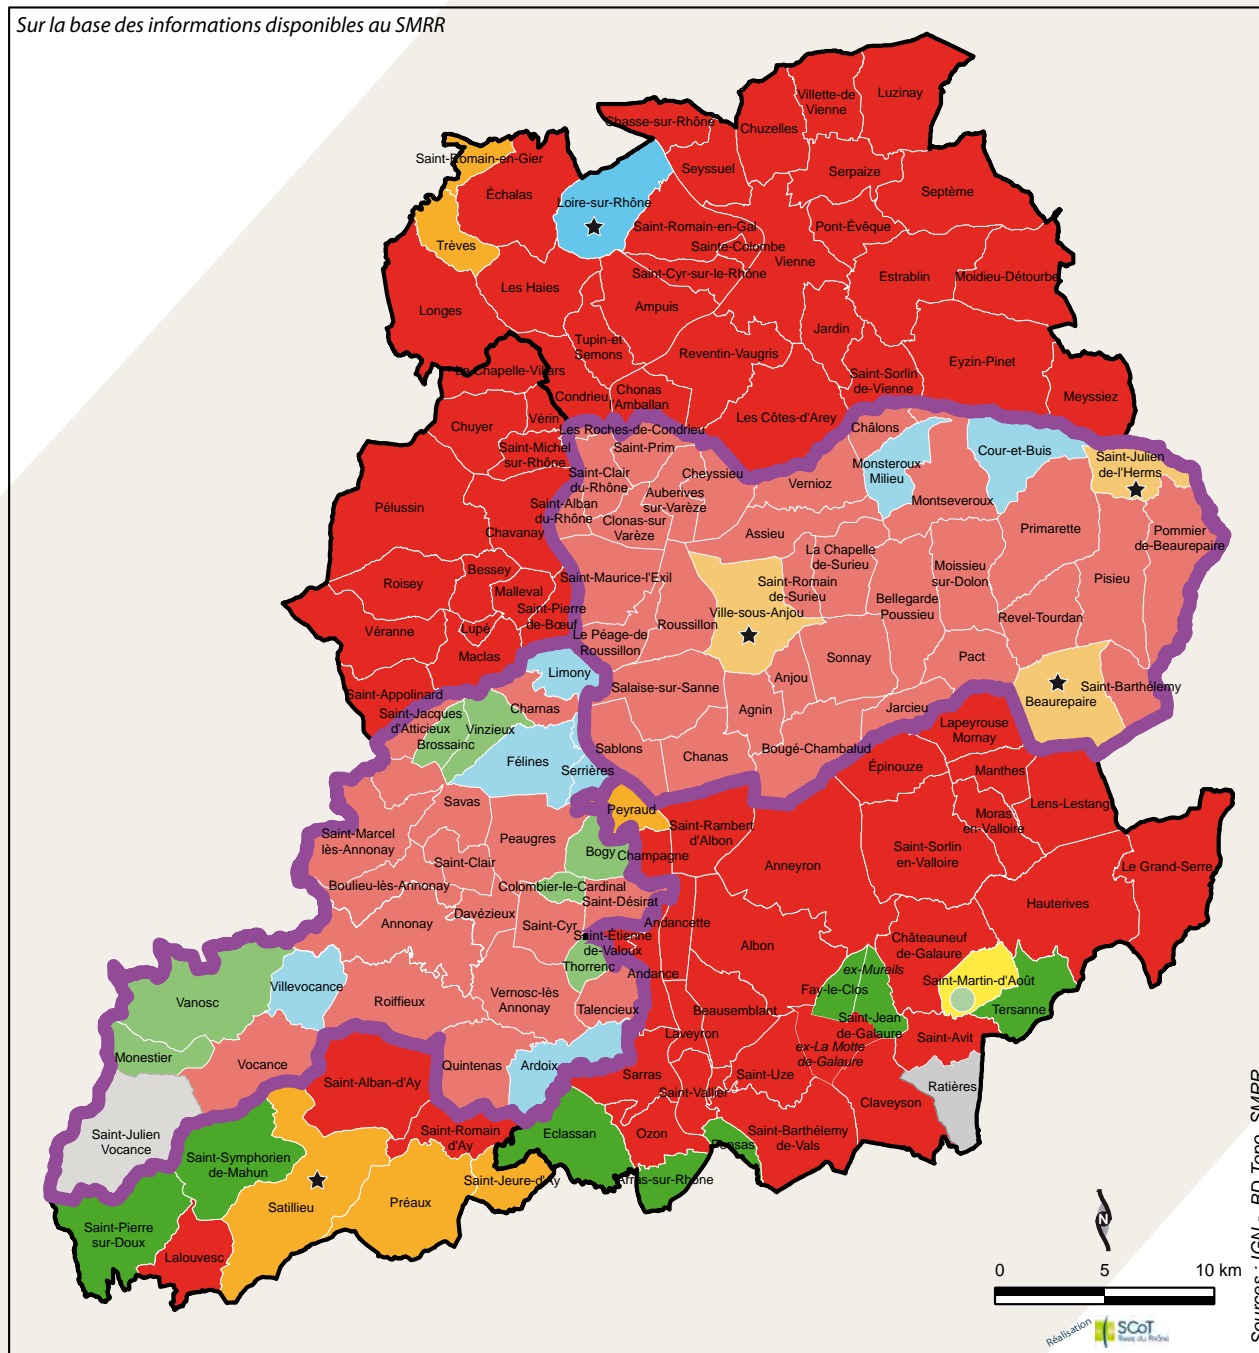 Sur la base des informations disponibles au SMRR
Luzinay
Villette-de
Vienne
Chasse-sur-Rhône
Chuzelles
Saint-Romain-en-Gier
Seyssuel
Serpaize
Échalas
Septème
Loire-sur-Rhône
Saint-Romain-en-Gal
Pont-Évêque
Trèves
Sainte-Colombe
Vienne
Saint-Cyr-sur-le-Rhône
Estrablin
Moidieu-Détourbe
Les Haies
Longes
Ampuis
Jardin
Tupin-et
Semons
Reventin-Vaugris
Eyzin-Pinet
La Chapelle-Villars
Saint-Sorlin
de-Vienne
Condrieu
Chonas
l'Amballan
Meyssiez
Vérin
Les Côtes-d'Arey
Chuyer
Les Roches-de-Condrieu
Châlons
Saint-Michel
sur-Rhône
Saint-Prim
Cour-et-Buis
Saint-Julien
de-l'Herms
Saint-Clair
du-Rhône
Cheyssieu
Monsteroux
Milieu
Vernioz
Auberives
sur-Varèze
Montseveroux
Pélussin
Saint-Alban
du-Rhône
Clonas-sur
Varèze
Primarette
Pommier
de-Beaurepaire
Chavanay
Assieu
La Chapelle
de-Surieu
Moissieu
sur-Dolon
Bessey
Roisey
Saint-Maurice-l'Exil
Saint-Romain
de-Surieu
Pisieu
Malleval
Bellegarde
Poussieu
Saint-Pierre
de-Bœuf
Ville-sous-Anjou
Revel-Tourdan
Véranne
Lupé
Roussillon
Le Péage-de
Roussillon
Maclas
Sonnay
Pact
Limony
Anjou
Saint-Appolinard
Salaise-sur-Sanne
Saint-Barthélemy
Beaurepaire
Charnas
Agnin
Jarcieu
Saint-Jacques
d'Atticieux
Vinzieux
Lapeyrouse
Mornay
Brossainc
Sablons
Bougé-Chambalud
Félines
Serrières
Chanas
Épinouze
Manthes
Savas
Peyraud
Lens-Lestang
Moras
en-Valloire
Saint-Marcel
lès-Annonay
Peaugres
Saint-Rambert
d'Albon
Saint-Sorlin
en-Valloire
Bogy
Champagne
Saint-Clair
Anneyron
Le Grand-Serre
Boulieu-lès-Annonay
Colombier-le-Cardinal
Saint-Désirat
Hauterives
Annonay
Davézieux
Saint-Cyr
Andancette
Saint-Étienne
de-Valoux
Albon
Châteauneuf
de-Galaure
Thorrenc
Andance
ex-Mureils
Saint-Martin-d'Août
Villevocance
Fay-le-Clos
Vanosc
Roiffieux
Vernosc-lès
Annonay
Talencieux
Beausemblant
Tersanne
Saint-Jean
de-Galaure
Laveyron
ex-La Motte
de-Galaure
Saint-Avit
Monestier
Vocance
Quintenas
Ardoix
Sarras
Saint-Uze
Saint-Alban-d'Ay
Saint-Vallier
Ratières
Claveyson
Saint-Julien
Vocance
Saint-Romain
d'Ay
Eclassan
Ozon
Saint-Barthélemy
de-Vals
Ponsas
Saint-Symphorien
de-Mahun
Saint-Jeure-d'Ay
Arras-sur-Rhône
Satillieu
Préaux
Saint-Pierre
sur-Doux
Lalouvesc
N
0 5 10 km
Réalisation
SCoT
Rives du Rhône
Sources : IGN - BD Topo, SMRR